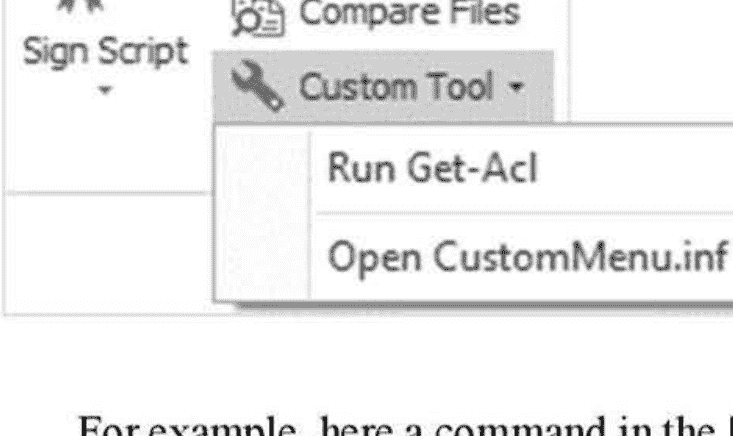 Compare Files
Sign Script
Custom Tool
Run Get-Acl
Open CustomMenu.inf
For example, here a command in the